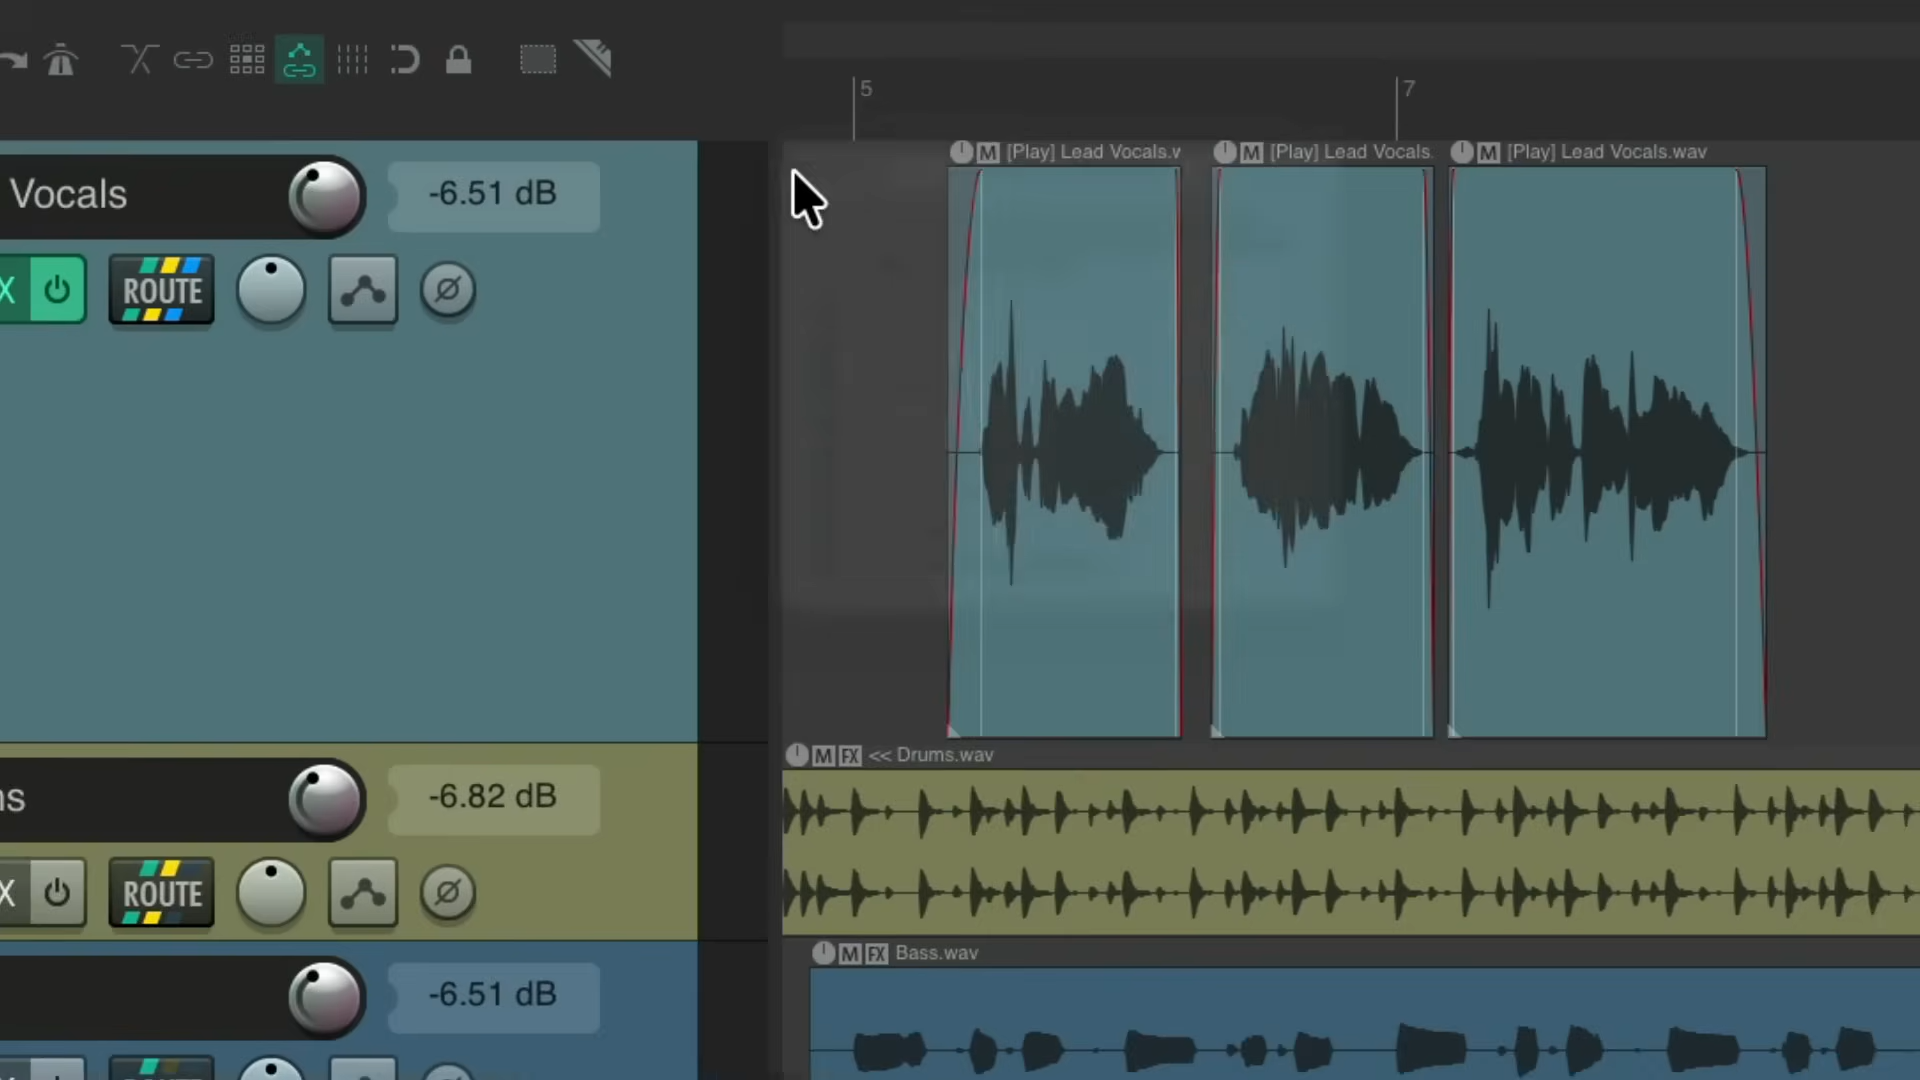 5
7
M [Play] Lead Vocals.v
M [Play] Lead Vocals.
M [Play] Lead Vocals.wav
Vocals
-6.51 dB
X
ROUTE
M FX << Drums.wav
ns
-6.82 dB
X
ROUTE
M FX Bass.wav
-6.51 dB